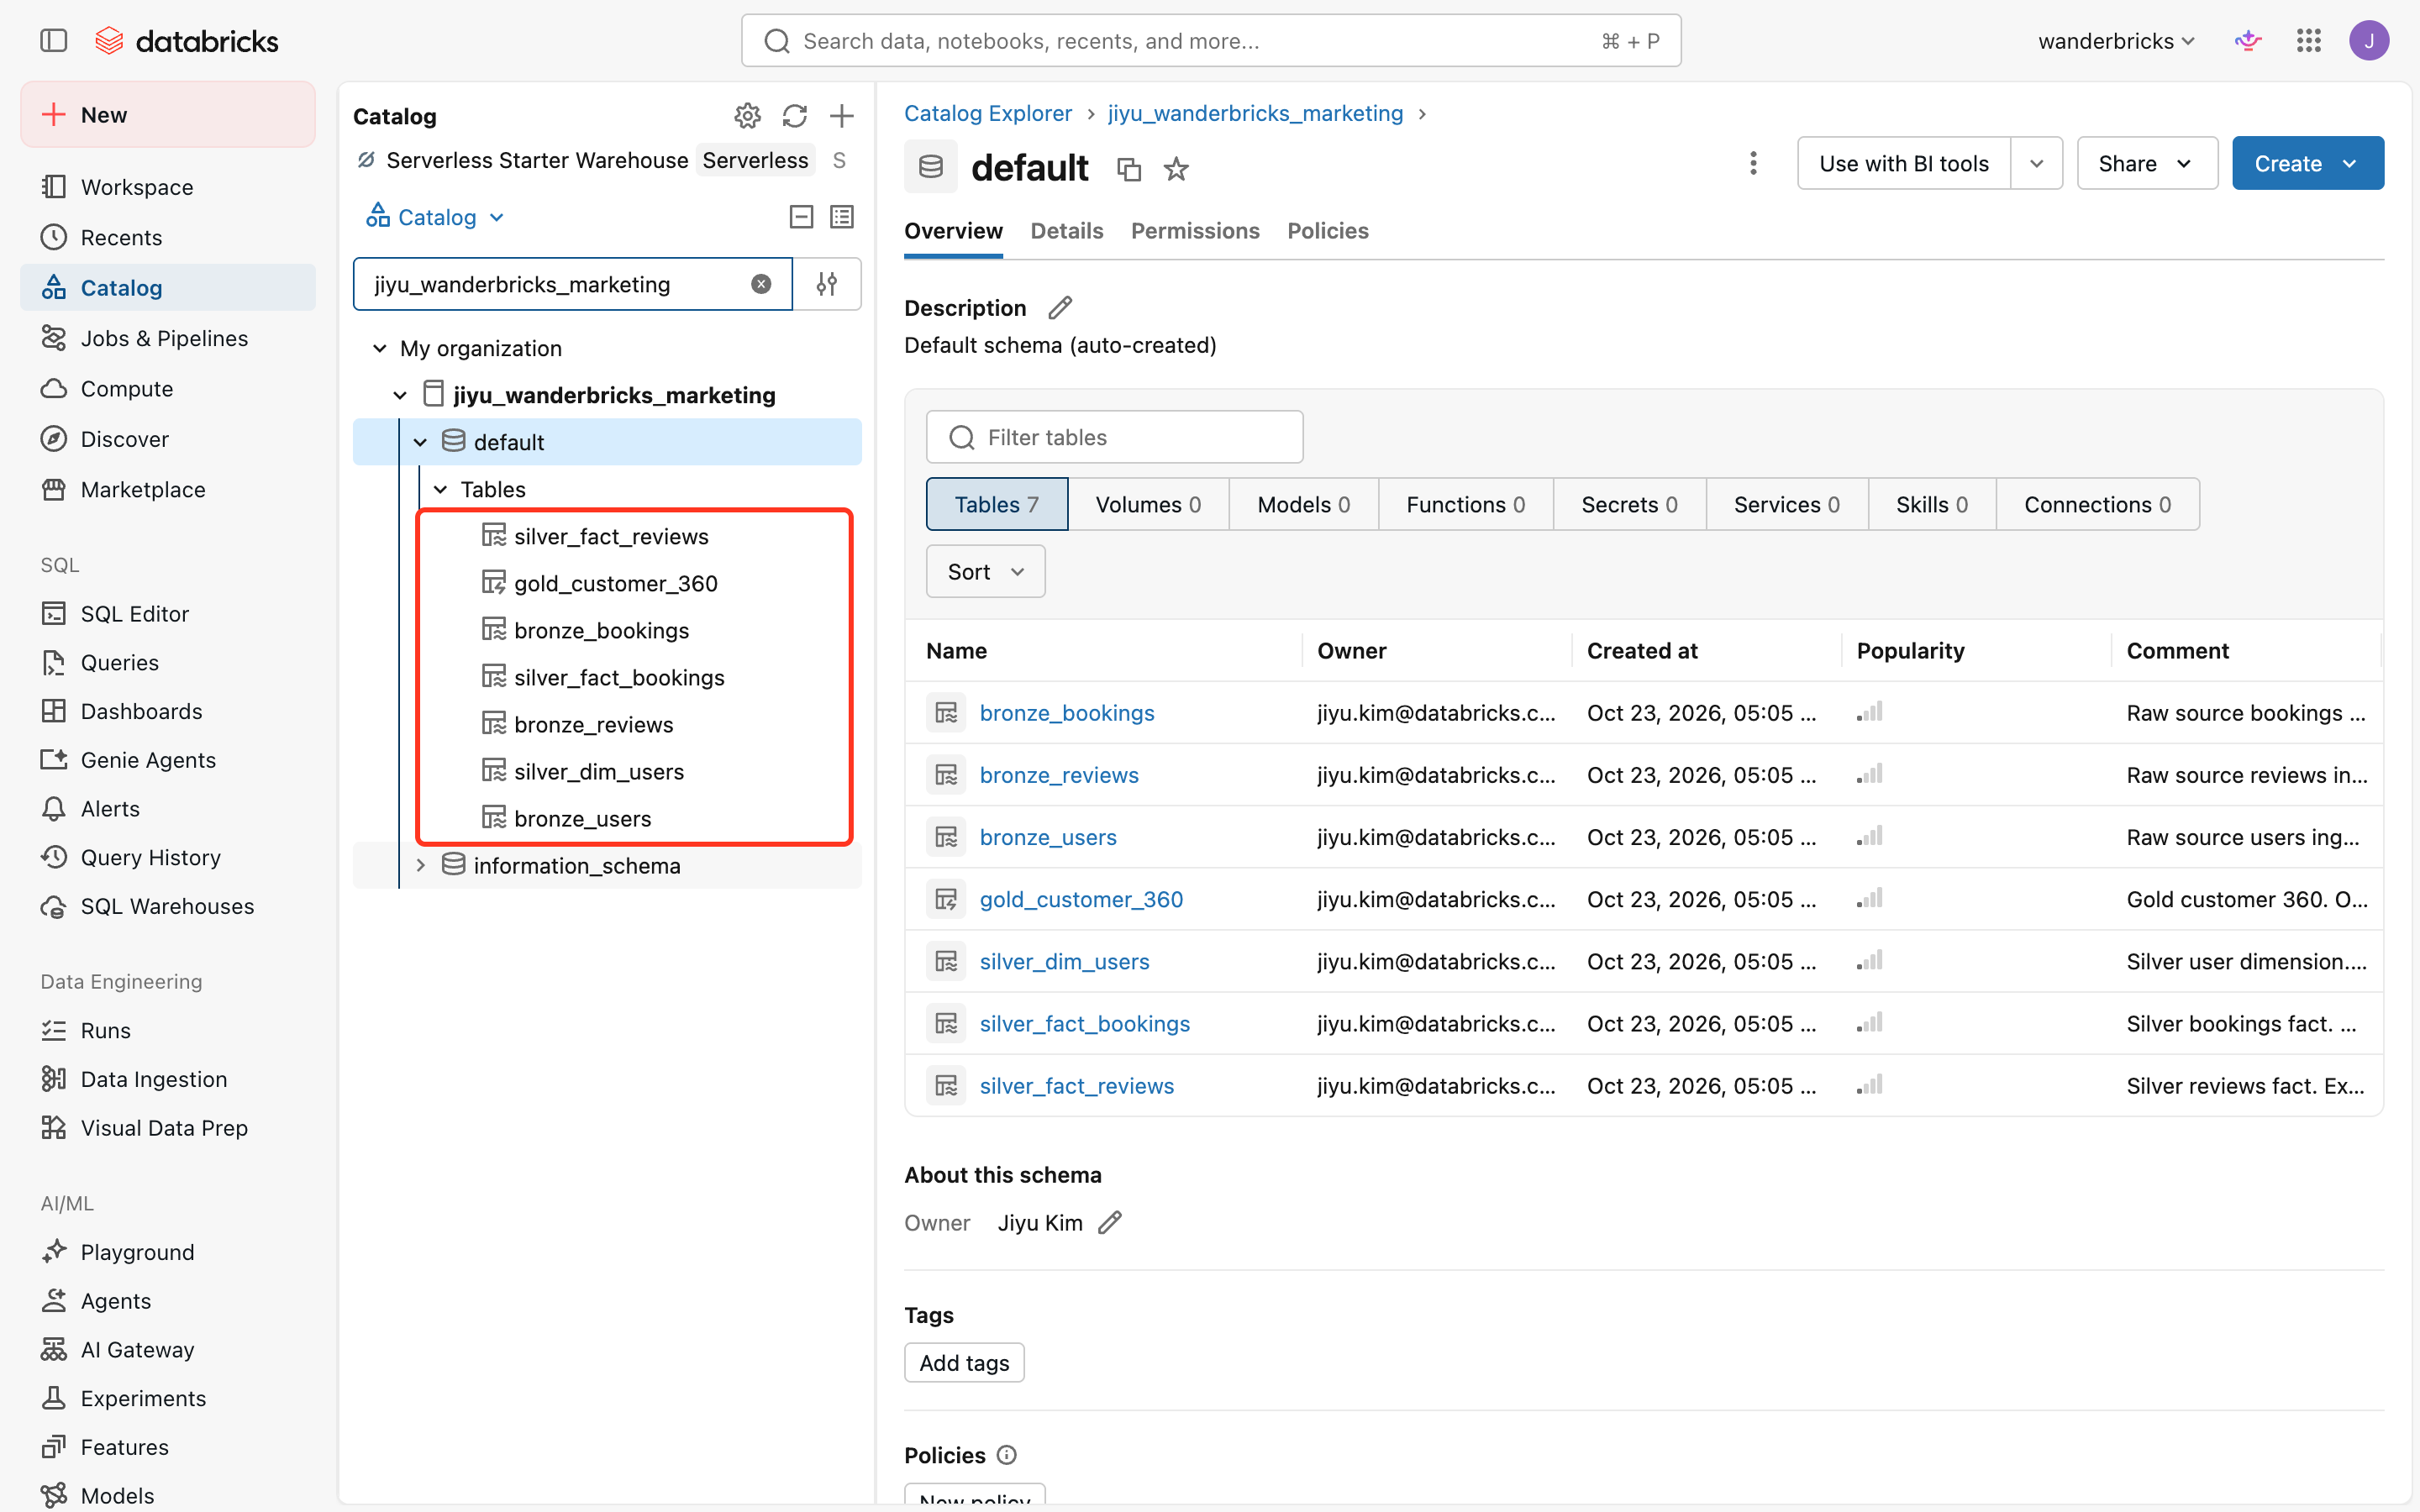 databricks
Search data, notebooks, recents, and more...
⌘ + P
wanderbricks
J
New
Workspace
Recents
Catalog
Jobs & Pipelines
Compute
Discover
Marketplace
SQL
SQL Editor
Queries
Dashboards
Genie Agents
Alerts
Query History
SQL Warehouses
Data Engineering
Runs
Data Ingestion
Visual Data Prep
AI/ML
Playground
Agents
AI Gateway
Experiments
Features
Models
Catalog
Serverless Starter Warehouse Serverless S
Catalog
jiyu_wanderbricks_marketing
My organization
jiyu_wanderbricks_marketing
default
Tables
silver_fact_reviews
gold_customer_360
bronze_bookings
silver_fact_bookings
bronze_reviews
silver_dim_users
bronze_users
information_schema
Catalog Explorer › jiyu_wanderbricks_marketing ›
default
Use with BI tools
Share
Create
Overview Details Permissions Policies
Description
Default schema (auto-created)
Filter tables
Tables 7 Volumes 0 Models 0 Functions 0 Secrets 0 Services 0 Skills 0 Connections 0
Sort
Name Owner Created at Popularity Comment
bronze_bookings jiyu.kim@databricks.c... Oct 23, 2026, 05:05 ... Raw source bookings ...
bronze_reviews jiyu.kim@databricks.c... Oct 23, 2026, 05:05 ... Raw source reviews in...
bronze_users jiyu.kim@databricks.c... Oct 23, 2026, 05:05 ... Raw source users ing...
gold_customer_360 jiyu.kim@databricks.c... Oct 23, 2026, 05:05 ... Gold customer 360. O...
silver_dim_users jiyu.kim@databricks.c... Oct 23, 2026, 05:05 ... Silver user dimension....
silver_fact_bookings jiyu.kim@databricks.c... Oct 23, 2026, 05:05 ... Silver bookings fact. ...
silver_fact_reviews jiyu.kim@databricks.c... Oct 23, 2026, 05:05 ... Silver reviews fact. Ex...
About this schema
Owner Jiyu Kim
Tags
Add tags
Policies
New policy